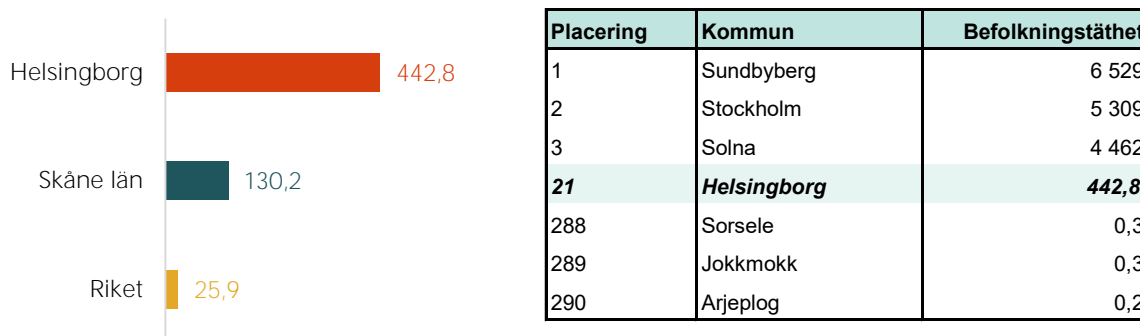 Helsingborg 442,8
Skåne län 130,2
Riket 25,9
Placering Kommun Befolkningstäthet
1 Sundbyberg 6 529
2 Stockholm 5 309
3 Solna 4 462
21 Helsingborg 442,8
288 Sorsele 0,3
289 Jokkmokk 0,3
290 Arjeplog 0,2